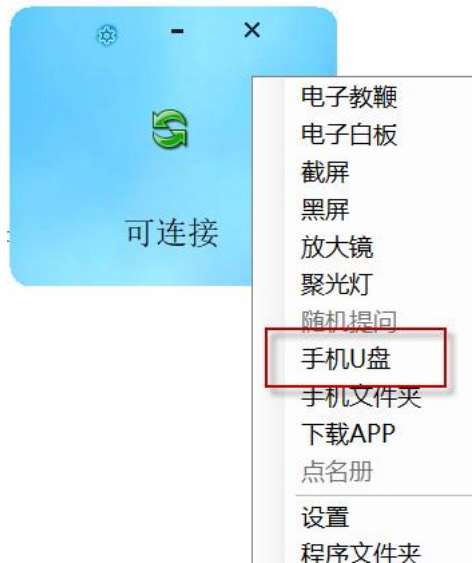 可连接
电子教鞭
电子白板
截屏
黑屏
放大镜
聚光灯
随机提问
手机U盘
手机文件夹
下载APP
点名册
设置
程序文件夹